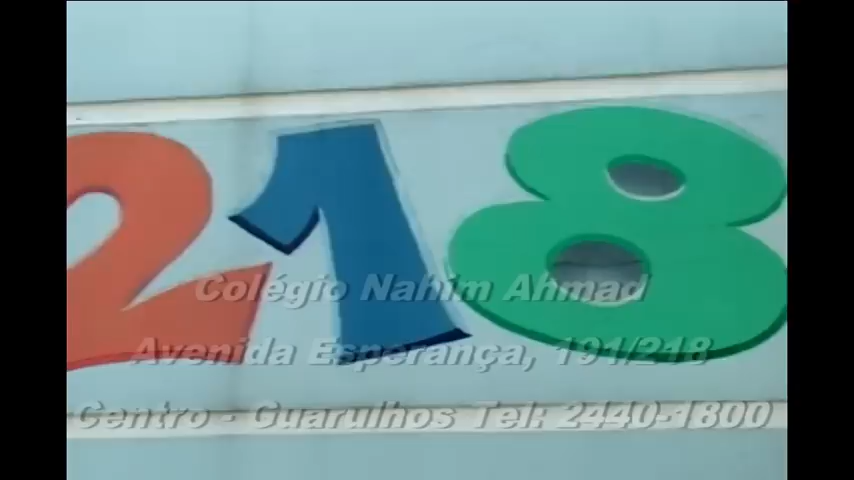 218
Colégio Nahim Ahmad
Avenida Esperança, 191/218
Centro - Guarulhos Tel: 2440-1800